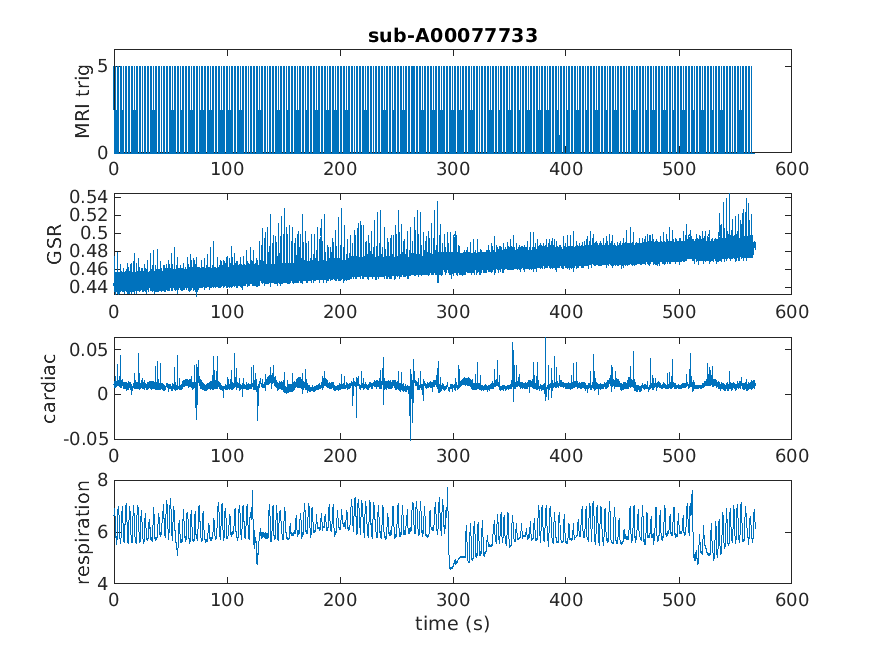 sub-A00077733
MRI trig
5
0
0 100 200 300 400 500 600
GSR
0.54
0.52
0.5
0.48
0.46
0.44
0 100 200 300 400 500 600
cardiac
0.05
0
-0.05
0 100 200 300 400 500 600
respiration
8
6
4
0 100 200 300 400 500 600
time (s)